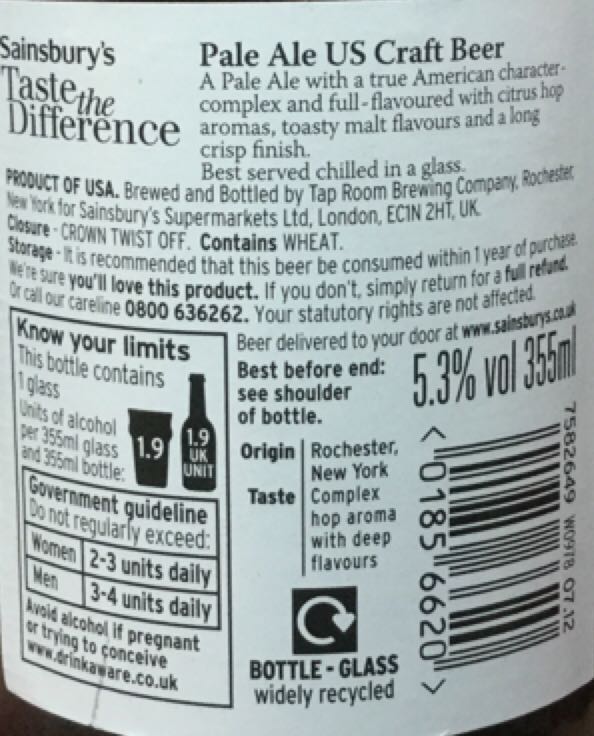 Sainsbury's
Taste the
Difference
Pale Ale US Craft Beer
A Pale Ale with a true American character-
complex and full-flavoured with citrus hop
aromas, toasty malt flavours and a long
crisp finish.
Best served chilled in a glass.
PRODUCT OF USA. Brewed and Bottled by Tap Room Brewing Company, Rochester
New York for Sainsbury's Supermarkets Ltd, London, EC1N 2HT, UK.
Closure - CROWN TWIST OFF. Contains WHEAT.
Storage - It is recommended that this beer be consumed within 1 year of purchase.
We're sure you'll love this product. If you don't, simply return for a full refund.
Or call our careline 0800 636262. Your statutory rights are not affected.
Beer delivered to your door at www.sainsburys.co.uk
Know your limits
This bottle contains
1 glass
Units of alcohol
per 355ml glass
and 355ml bottle:
1.9
1.9
UK
UNIT
Government guideline
Do not regularly exceed:
Women 2-3 units daily
Men 3-4 units daily
Avoid alcohol if pregnant
or trying to conceive
www.drinkaware.co.uk
Best before end:
see shoulder
of bottle.
5.3% vol 355ml
Origin Rochester,
New York
Taste Complex
hop aroma
with deep
flavours
BOTTLE - GLASS
widely recycled
< 0185 6620 >
7582649 W0978 07.12